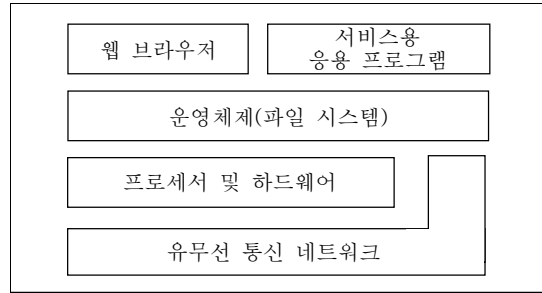 웹 브라우저
서비스용
응용 프로그램
운영체제(파일 시스템)
프로세서 및 하드웨어
유무선 통신 네트워크